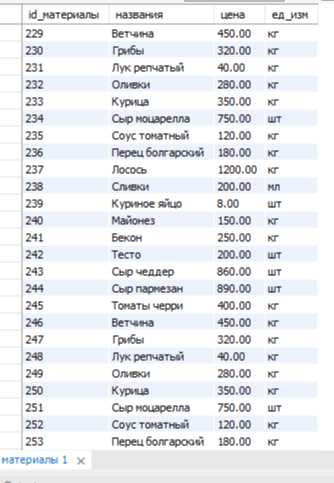 id_материалы названия цена ед_изм
229 Ветчина 450.00 кг
230 Грибы 320.00 кг
231 Лук репчатый 40.00 кг
232 Оливки 280.00 кг
233 Курица 350.00 кг
234 Сыр моцарелла 750.00 шт
235 Соус томатный 120.00 кг
236 Перец болгарский 180.00 кг
237 Лосось 1200.00 кг
238 Сливки 200.00 мл
239 Куриное яйцо 8.00 шт
240 Майонез 150.00 кг
241 Бекон 250.00 кг
242 Тесто 200.00 шт
243 Сыр чеддер 860.00 шт
244 Сыр пармезан 890.00 шт
245 Томаты черри 400.00 кг
246 Ветчина 450.00 кг
247 Грибы 320.00 кг
248 Лук репчатый 40.00 кг
249 Оливки 280.00 кг
250 Курица 350.00 кг
251 Сыр моцарелла 750.00 шт
252 Соус томатный 120.00 кг
253 Перец болгарский 180.00 кг
материалы 1